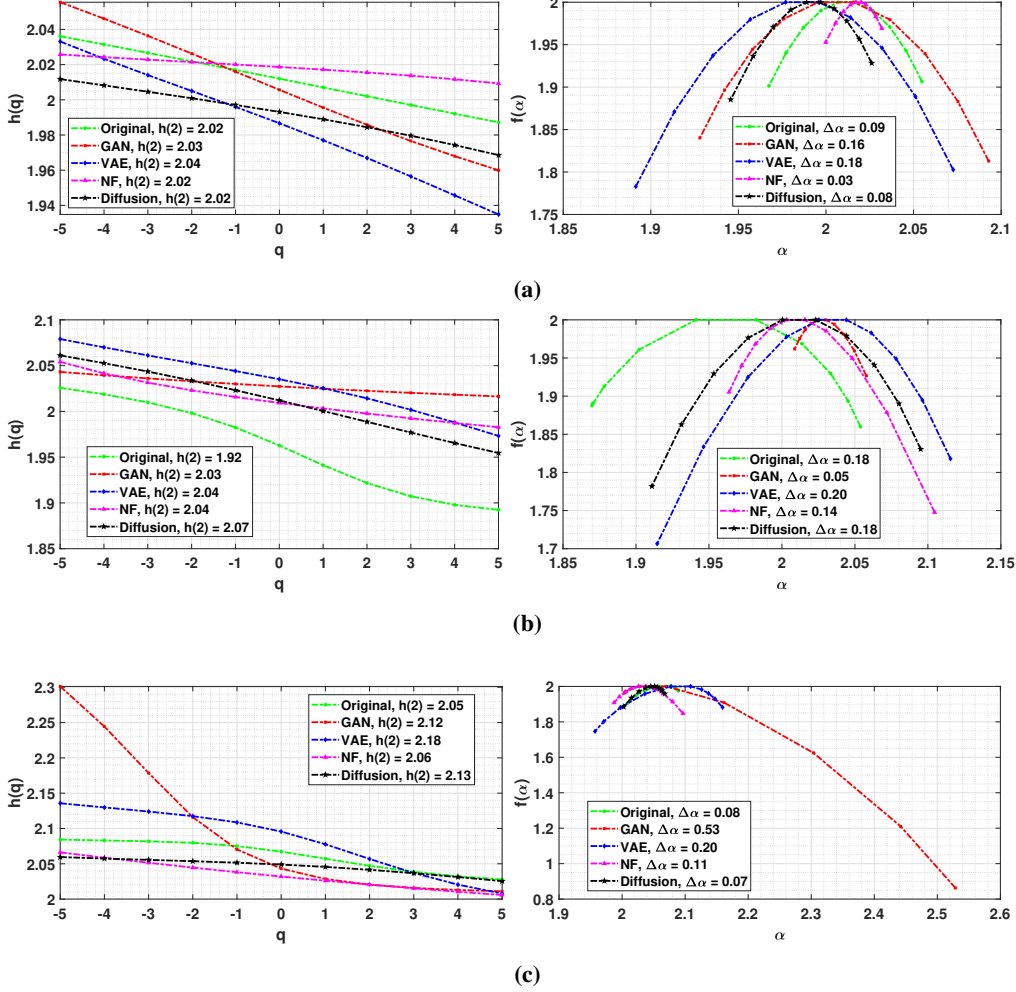 2.04
2.02
2
1.98
1.96
1.94
h(q)
-5 -4 -3 -2 -1 0 1 2 3 4 5
q
Original, h(2) = 2.02
GAN, h(2) = 2.03
VAE, h(2) = 2.04
NF, h(2) = 2.02
Diffusion, h(2) = 2.02
2
1.95
1.9
1.85
1.8
1.75
f(α)
1.85 1.9 1.95 2 2.05 2.1
α
Original, Δα = 0.09
GAN, Δα = 0.16
VAE, Δα = 0.18
NF, Δα = 0.03
Diffusion, Δα = 0.08
(a)
2.1
2.05
2
1.95
1.9
1.85
h(q)
-5 -4 -3 -2 -1 0 1 2 3 4 5
q
Original, h(2) = 1.92
GAN, h(2) = 2.03
VAE, h(2) = 2.04
NF, h(2) = 2.04
Diffusion, h(2) = 2.07
2
1.95
1.9
1.85
1.8
1.75
1.7
f(α)
1.85 1.9 1.95 2 2.05 2.1 2.15
α
Original, Δα = 0.18
GAN, Δα = 0.05
VAE, Δα = 0.20
NF, Δα = 0.14
Diffusion, Δα = 0.18
(b)
2.3
2.25
2.2
2.15
2.1
2.05
2
h(q)
-5 -4 -3 -2 -1 0 1 2 3 4 5
q
Original, h(2) = 2.05
GAN, h(2) = 2.12
VAE, h(2) = 2.18
NF, h(2) = 2.06
Diffusion, h(2) = 2.13
2
1.8
1.6
1.4
1.2
1
0.8
f(α)
1.9 2 2.1 2.2 2.3 2.4 2.5 2.6
α
Original, Δα = 0.08
GAN, Δα = 0.53
VAE, Δα = 0.20
NF, Δα = 0.11
Diffusion, Δα = 0.07
(c)